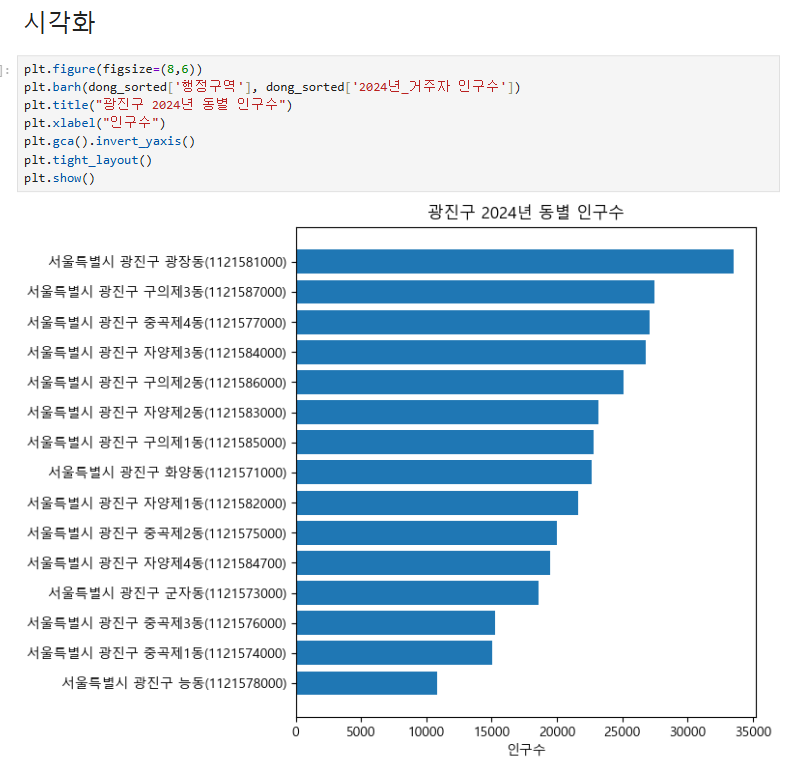 시각화
]:
plt.figure(figsize=(8,6))
plt.barh(dong_sorted['행정구역'], dong_sorted['2024년_거주자 인구수'])
plt.title("광진구 2024년 동별 인구수")
plt.xlabel("인구수")
plt.gca().invert_yaxis()
plt.tight_layout()
plt.show()
광진구 2024년 동별 인구수
서울특별시 광진구 광장동(1121581000)
서울특별시 광진구 구의제3동(1121587000)
서울특별시 광진구 중곡제4동(1121577000)
서울특별시 광진구 자양제3동(1121584000)
서울특별시 광진구 구의제2동(1121586000)
서울특별시 광진구 자양제2동(1121583000)
서울특별시 광진구 구의제1동(1121585000)
서울특별시 광진구 화양동(1121571000)
서울특별시 광진구 자양제1동(1121582000)
서울특별시 광진구 중곡제2동(1121575000)
서울특별시 광진구 자양제4동(1121584700)
서울특별시 광진구 군자동(1121573000)
서울특별시 광진구 중곡제3동(1121576000)
서울특별시 광진구 중곡제1동(1121574000)
서울특별시 광진구 능동(1121578000)
0 5000 10000 15000 20000 25000 30000 35000
인구수